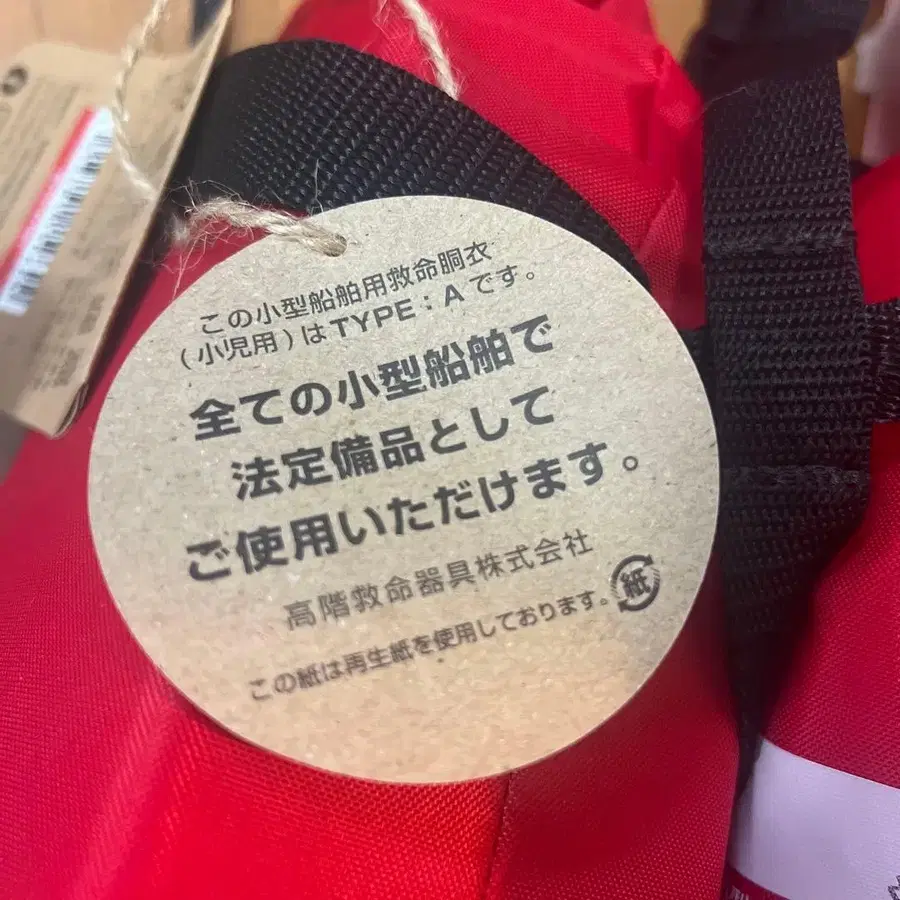 この小型船舶用救命胴衣
(小児用)はTYPE：Aです。
全ての小型船舶で
法定備品として
ご使用いただけます。
高階救命器具株式会社
この紙は再生紙を使用しております。
紙